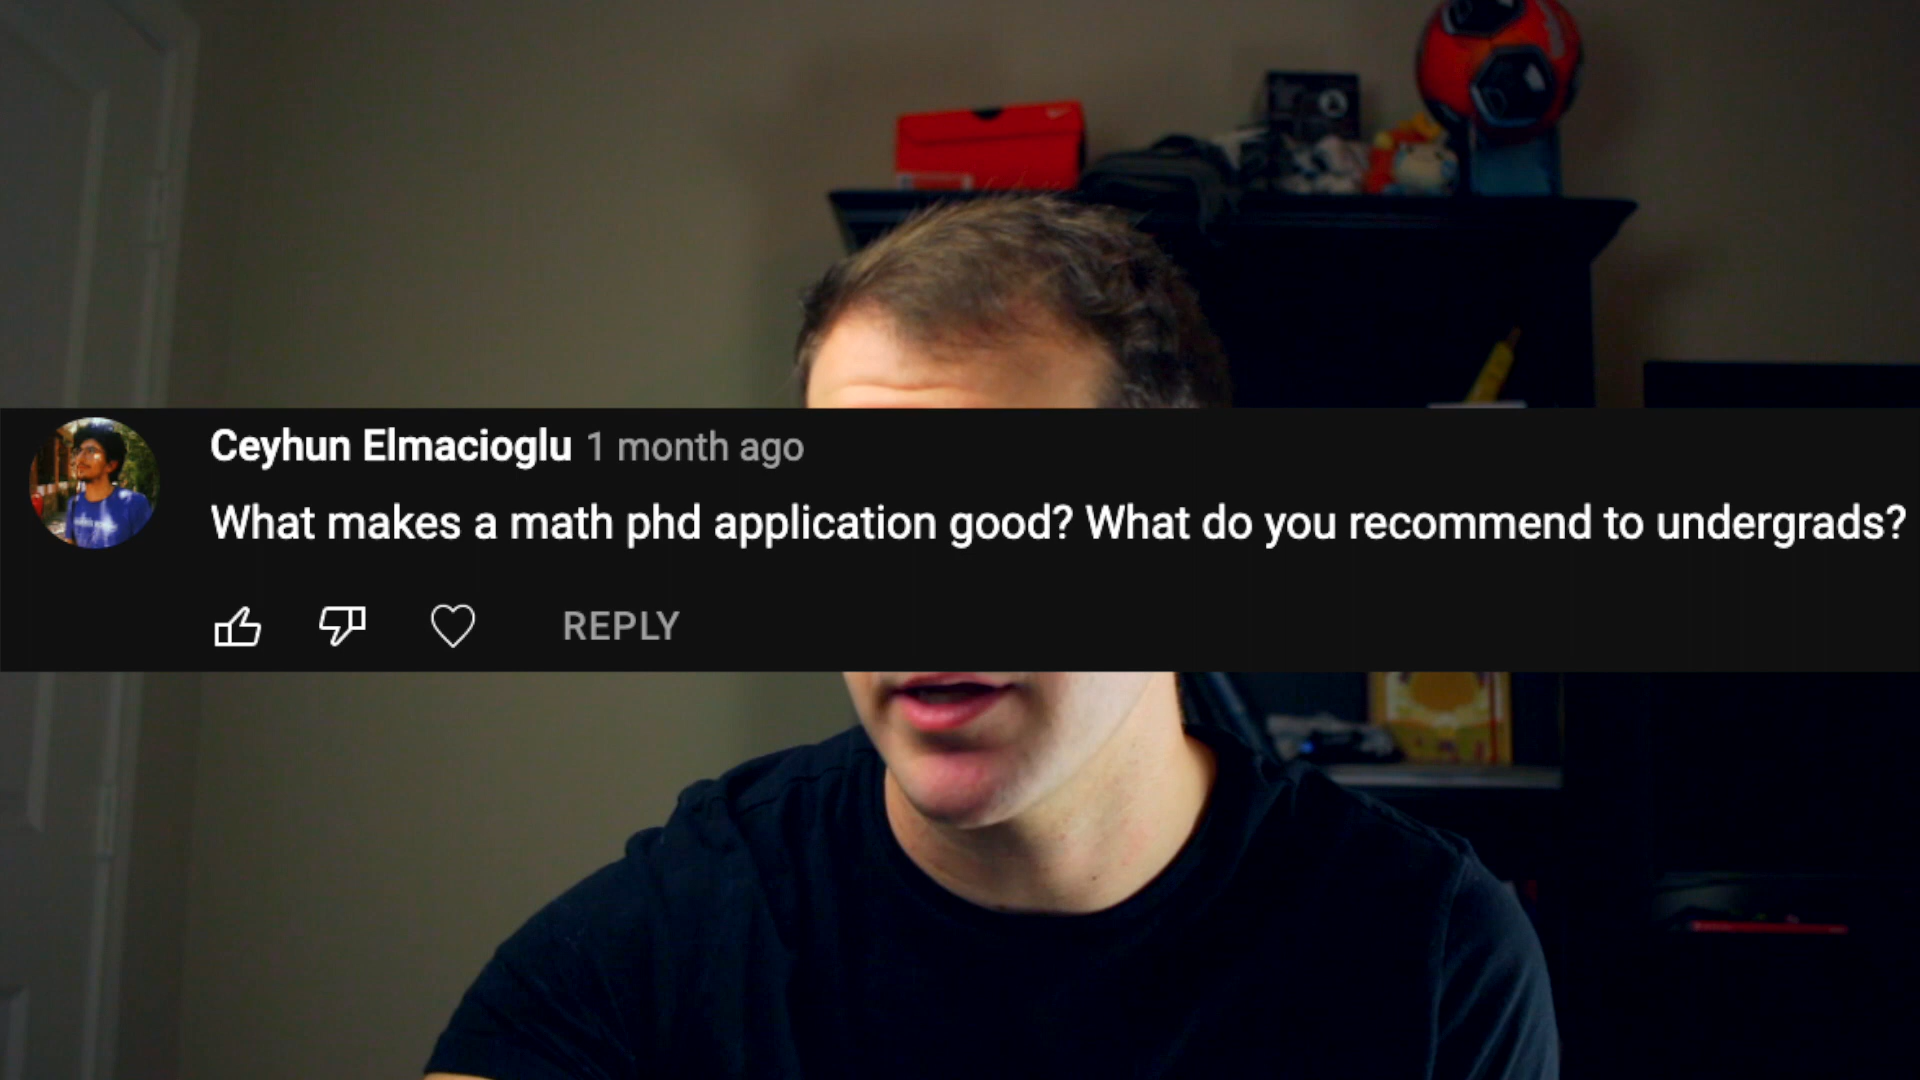 Ceyhun Elmacioglu 1 month ago
What makes a math phd application good? What do you recommend to undergrads?
REPLY